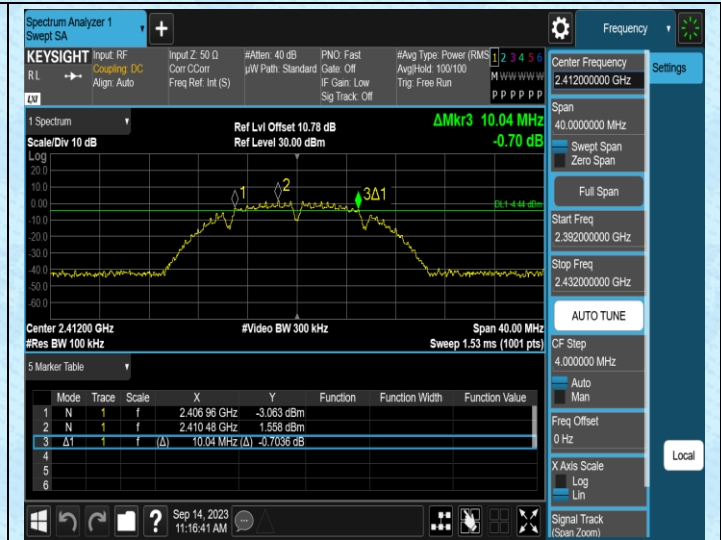 Spectrum Analyzer 1
Swept SA
+
Frequency
KEYSIGHT
RL
LXI
Input: RF
Coupling: DC
Align: Auto
Input Z: 50 Ω
Corr CCorr
Freq Ref: Int (S)
#Atten: 40 dB
µW Path: Standard
PNO: Fast
Gate: Off
IF Gain: Low
Sig Track: Off
#Avg Type: Power (RMS
Avg|Hold: 100/100
Trig: Free Run
1 2 3 4 5 6
M W W W W W
P P P P P P
1 Spectrum
Scale/Div 10 dB
Ref Lvl Offset 10.78 dB
Ref Level 30.00 dBm
ΔMkr3 10.04 MHz
-0.70 dB
Log
20.0
10.0
0.00
-10.0
-20.0
-30.0
-40.0
-50.0
-60.0
1
2
3Δ1
DL1 -4.44 dBm
Center 2.41200 GHz
#Video BW 300 kHz
Span 40.00 MHz
#Res BW 100 kHz
Sweep 1.53 ms (1001 pts)
5 Marker Table
Mode Trace Scale X Y Function Function Width Function Value
1 N 1 f 2.406 96 GHz -3.063 dBm
2 N 1 f 2.410 48 GHz 1.558 dBm
3 Δ1 1 f (Δ) 10.04 MHz (Δ) -0.7036 dB
4
5
6
?
Sep 14, 2023
11:16:41 AM
Center Frequency
2.412000000 GHz
Span
40.0000000 MHz
Swept Span
Zero Span
Full Span
Start Freq
2.392000000 GHz
Stop Freq
2.432000000 GHz
AUTO TUNE
CF Step
4.000000 MHz
Auto
Man
Freq Offset
0 Hz
X Axis Scale
Log
Lin
Signal Track
(Span Zoom)
Settings
Local